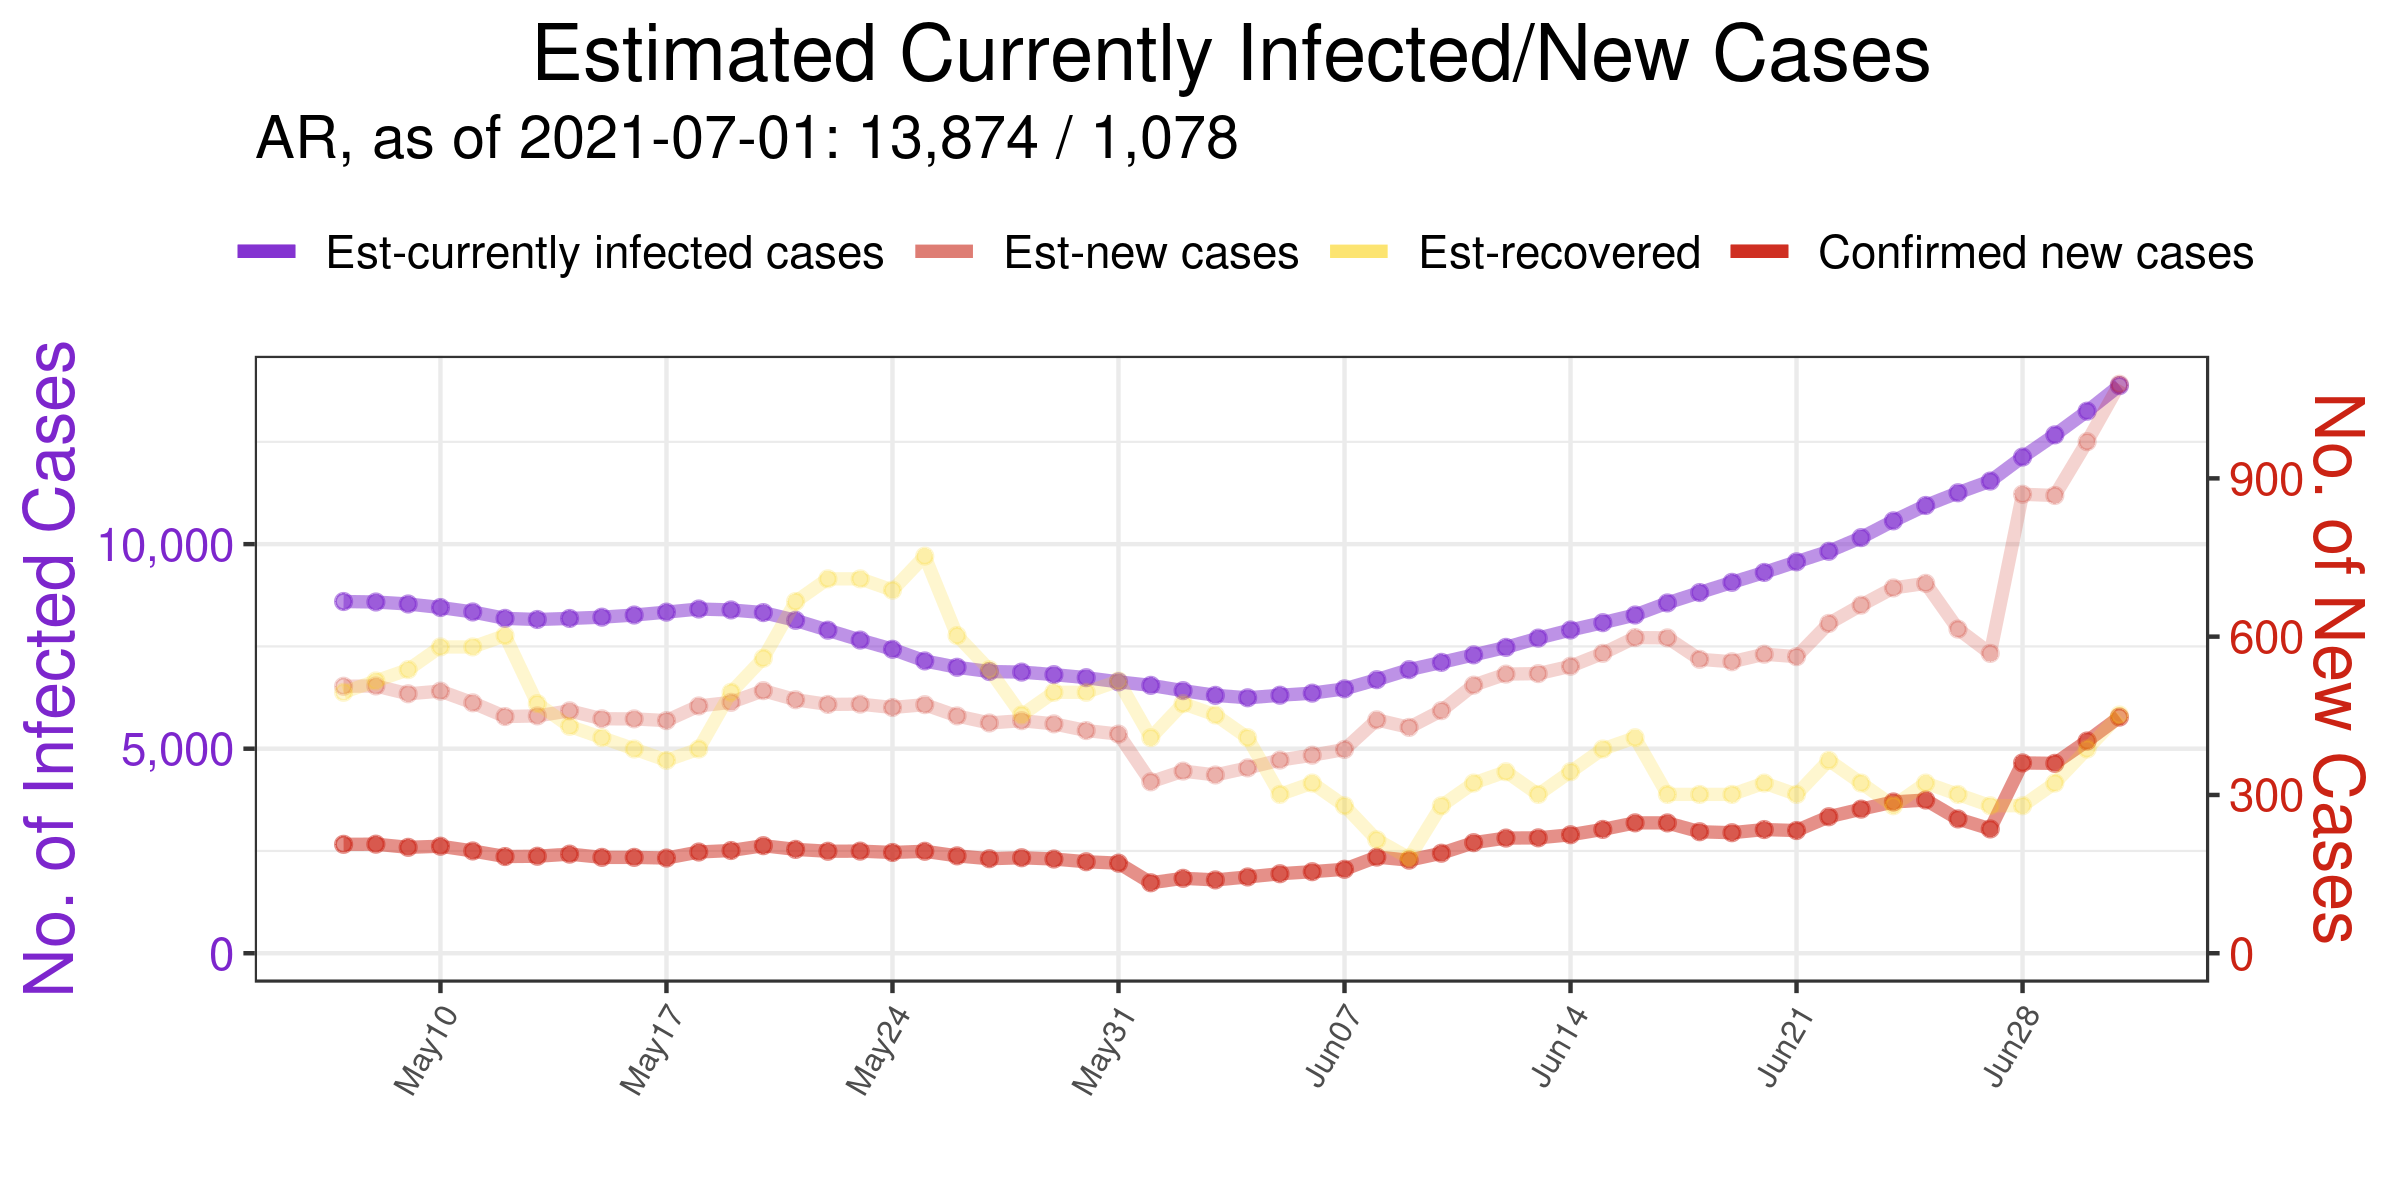 Estimated Currently Infected/New Cases
AR, as of 2021-07-01: 13,874 / 1,078
Est-currently infected cases
Est-new cases
Est-recovered
Confirmed new cases
No. of Infected Cases
10,000
5,000
0
No. of New Cases
900
600
300
0
May10
May17
May24
May31
Jun07
Jun14
Jun21
Jun28